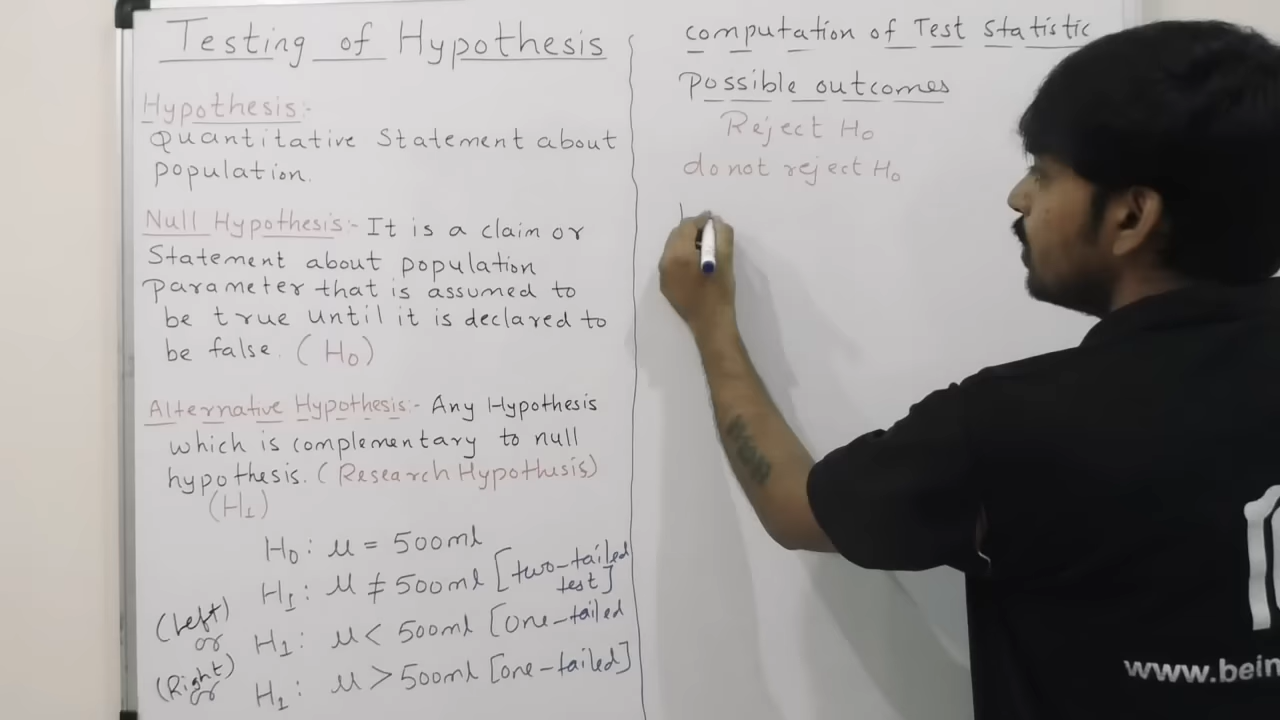 Testing of Hypothesis
Hypothesis:-
Quantitative Statement about
population.
Null Hypothesis:- It is a claim or
Statement about population
parameter that is assumed to
be true until it is declared to
be false. (H₀)
Alternative Hypothesis:- Any Hypothesis
which is complementary to null
hypothesis. (Research Hypothesis)
(H₁)
H₀: μ = 500ml
H₁: μ ≠ 500ml [two-tailed
test]
(Left)
or
H₁: μ < 500ml [one-tailed
(Right)
or
H₁: μ > 500ml [one-tailed]
computation of Test statistic
possible outcomes
Reject H₀
do not reject H₀
www.bein